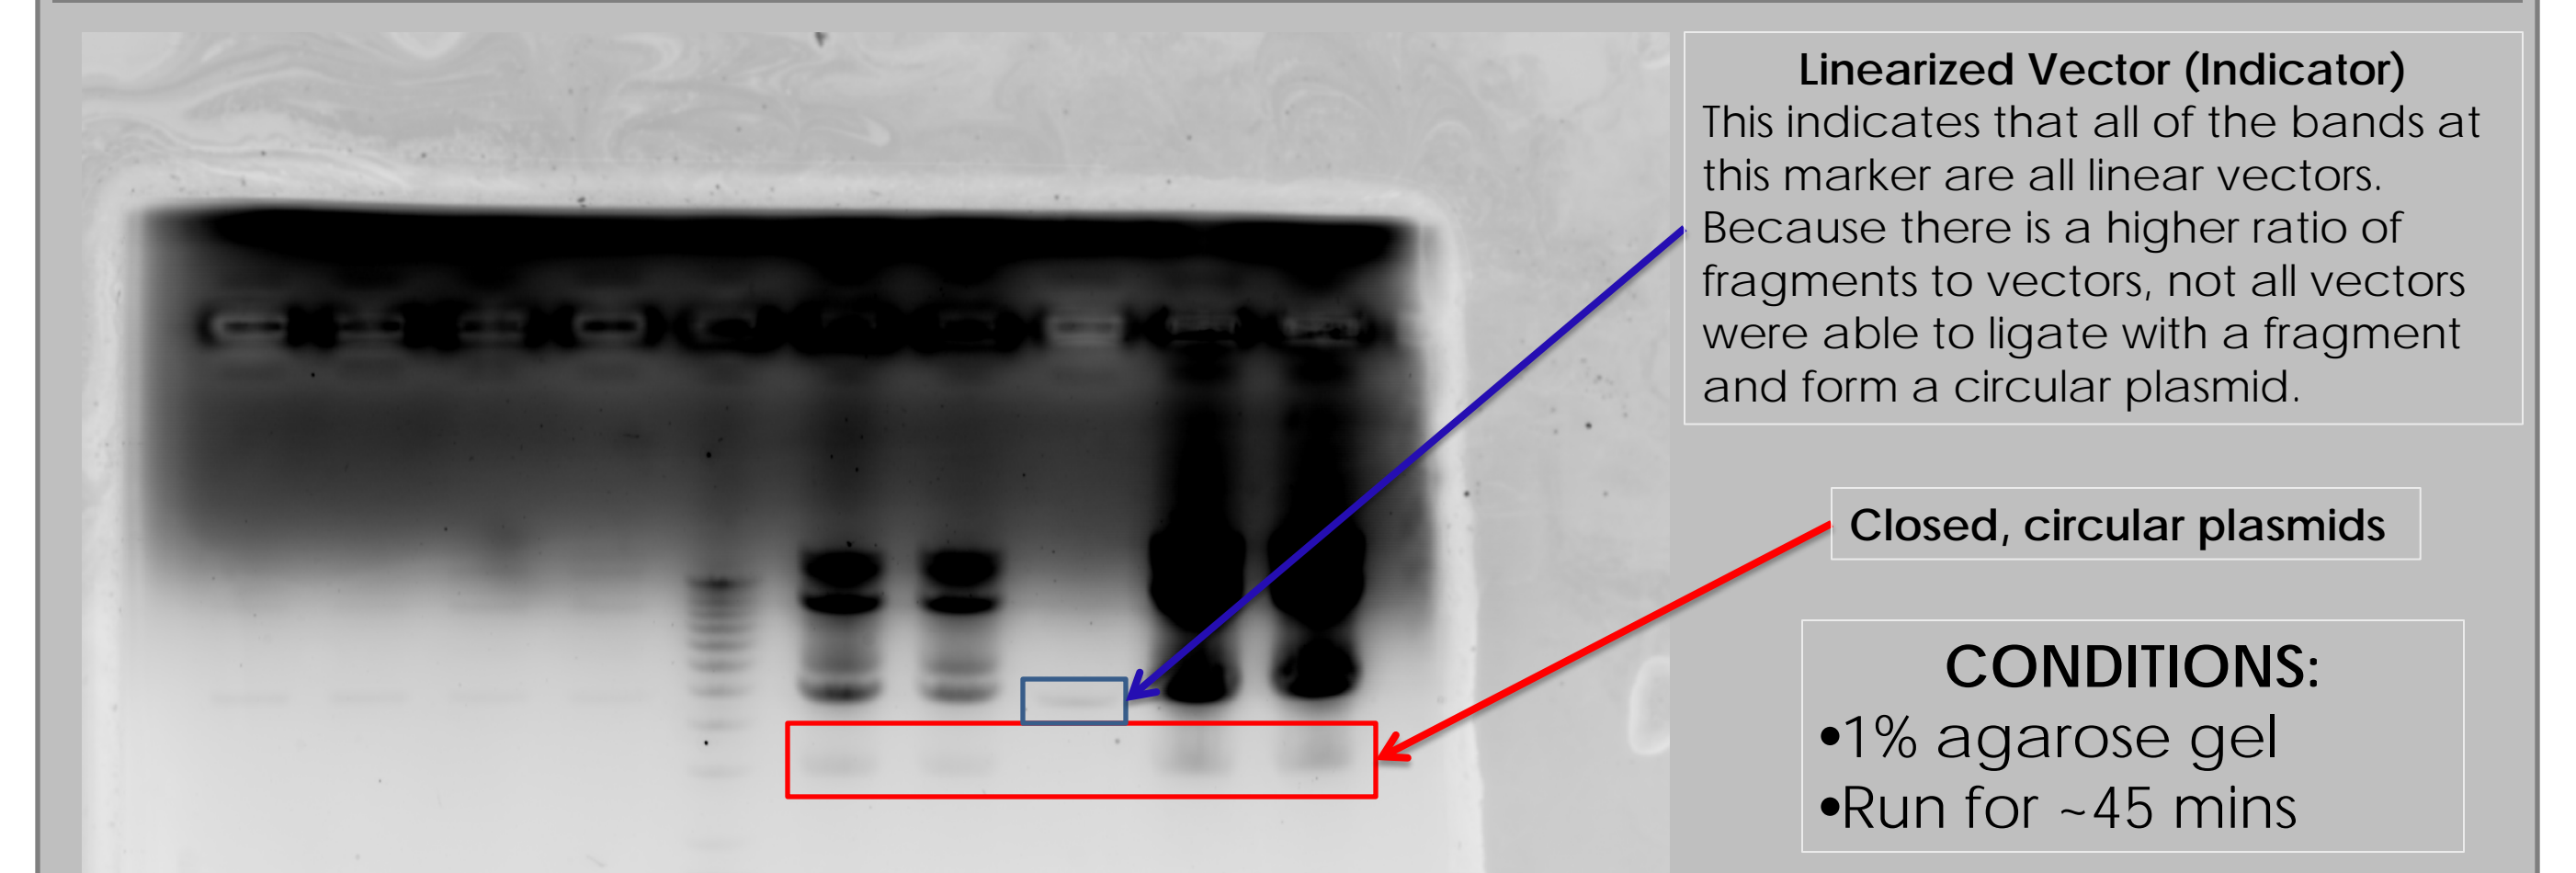 Linearized Vector (Indicator)
This indicates that all of the bands at
this marker are all linear vectors.
Because there is a higher ratio of
fragments to vectors, not all vectors
were able to ligate with a fragment
and form a circular plasmid.
Closed, circular plasmids
CONDITIONS:
•1% agarose gel
•Run for ~45 mins